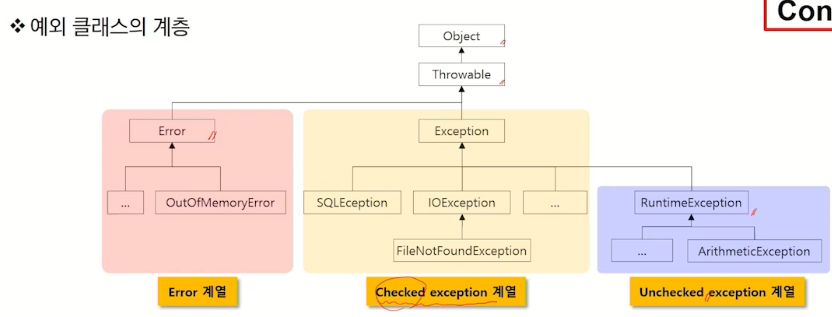 ❖ 예외 클래스의 계층
Con
Object
Throwable
Error
Exception
...
OutOfMemoryError
SQLEception
IOException
...
RuntimeException
FileNotFoundException
...
ArithmeticException
Error 계열
Checked exception 계열
Unchecked exception 계열